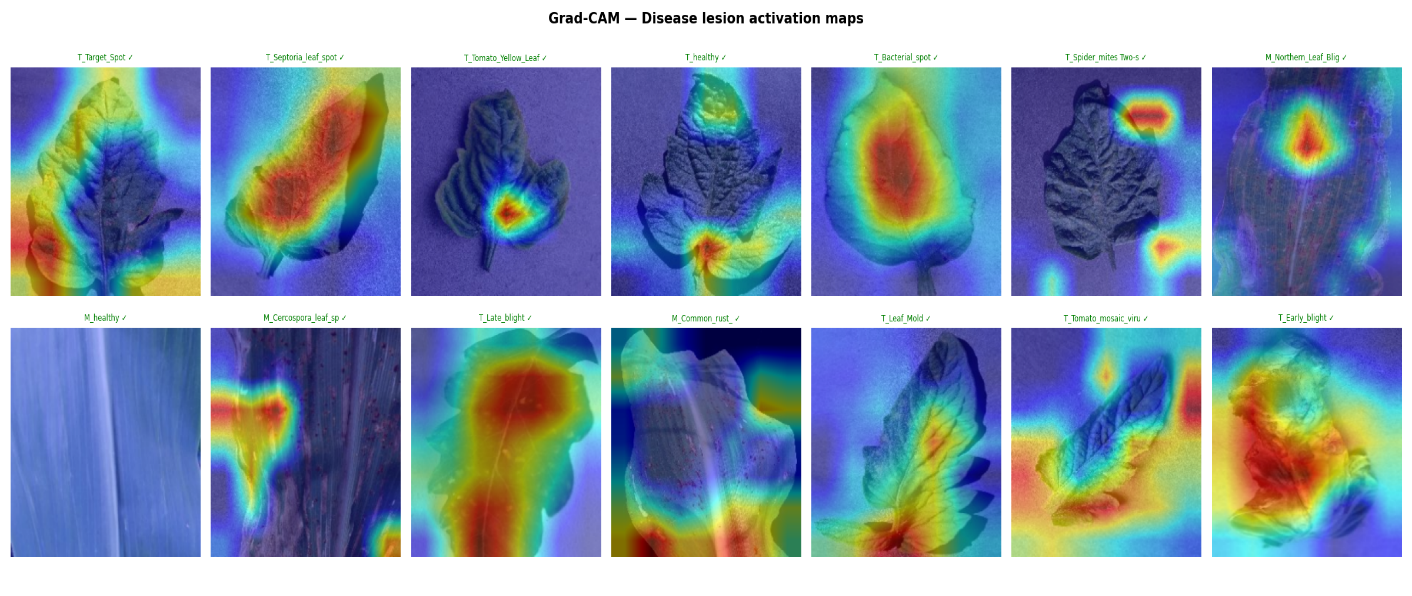 Grad-CAM — Disease lesion activation maps
T_Target_Spot ✓
T_Septoria_leaf_spot ✓
T_Tomato_Yellow_Leaf ✓
T_healthy ✓
T_Bacterial_spot ✓
T_Spider_mites Two-s ✓
M_Northern_Leaf_Blig ✓
M_healthy ✓
M_Cercospora_leaf_sp ✓
T_Late_blight ✓
M_Common_rust_ ✓
T_Leaf_Mold ✓
T_Tomato_mosaic_viru ✓
T_Early_blight ✓